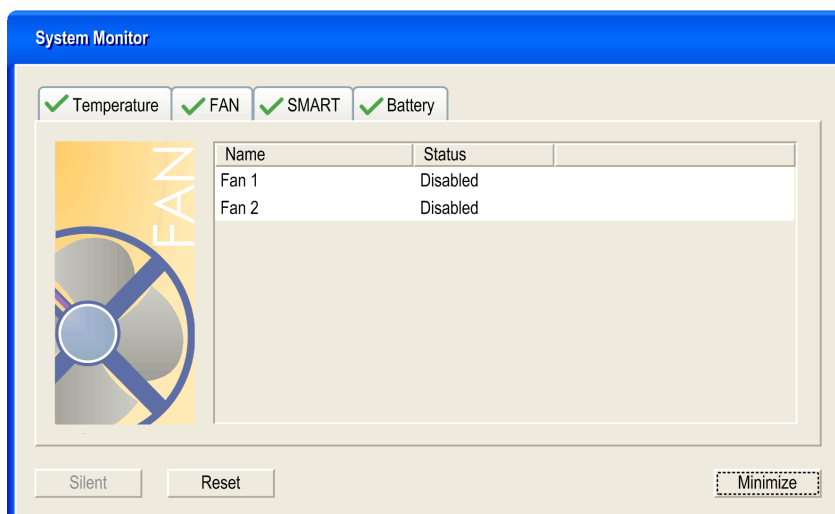 System Monitor
Temperature FAN SMART Battery
FAN
Name Status
Fan 1 Disabled
Fan 2 Disabled
Silent Reset Minimize